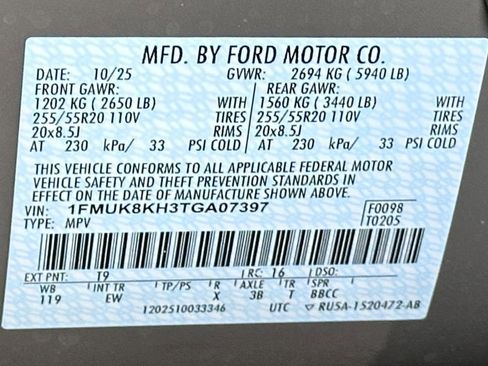 MFD. BY FORD MOTOR CO.
DATE: 10/25 GVWR: 2694 KG ( 5940 LB)
FRONT GAWR: REAR GAWR:
1202 KG ( 2650 LB) WITH 1560 KG ( 3440 LB) WITH
255/55R20 110V TIRES 255/55R20 110V TIRES
20x8.5J RIMS 20x8.5J RIMS
AT 230 kPa/ 33 PSI COLD AT 230 kPa/ 33 PSI COLD
THIS VEHICLE CONFORMS TO ALL APPLICABLE FEDERAL MOTOR
VEHICLE SAFETY AND THEFT PREVENTION STANDARDS IN
EFFECT ON THE DATE OF MANUFACTURE SHOWN ABOVE.
VIN: 1FMUK8KH3TGA07397 F0098
TYPE: MPV T0205
EXT PNT: T9 RC: 16 DSO:
WB INT TR TP/PS R AXLE TR SPR
119 EW X 3B T BBCC
1202510033346 UTC ▽ RU5A-1520472-AB